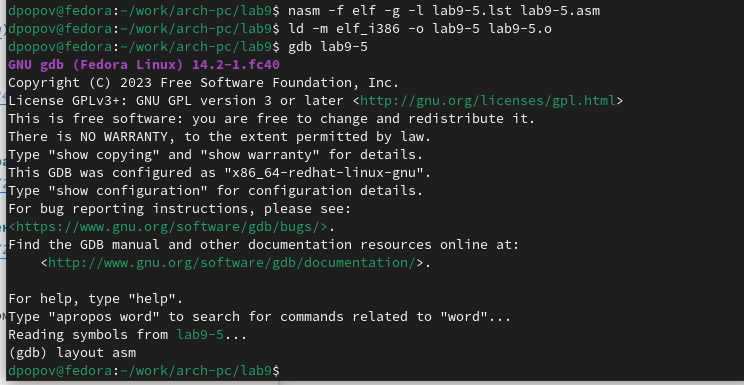 dpopov@fedora:~/work/arch-pc/lab9$ nasm -f elf -g -l lab9-5.lst lab9-5.asm
dpopov@fedora:~/work/arch-pc/lab9$ ld -m elf_i386 -o lab9-5 lab9-5.o
dpopov@fedora:~/work/arch-pc/lab9$ gdb lab9-5
GNU gdb (Fedora Linux) 14.2-1.fc40
Copyright (C) 2023 Free Software Foundation, Inc.
License GPLv3+: GNU GPL version 3 or later <http://gnu.org/licenses/gpl.html>
This is free software: you are free to change and redistribute it.
There is NO WARRANTY, to the extent permitted by law.
Type "show copying" and "show warranty" for details.
This GDB was configured as "x86_64-redhat-linux-gnu".
Type "show configuration" for configuration details.
For bug reporting instructions, please see:
<https://www.gnu.org/software/gdb/bugs/>.
Find the GDB manual and other documentation resources online at:
    <http://www.gnu.org/software/gdb/documentation/>.

For help, type "help".
Type "apropos word" to search for commands related to "word"...
Reading symbols from lab9-5...
(gdb) layout asm
dpopov@fedora:~/work/arch-pc/lab9$